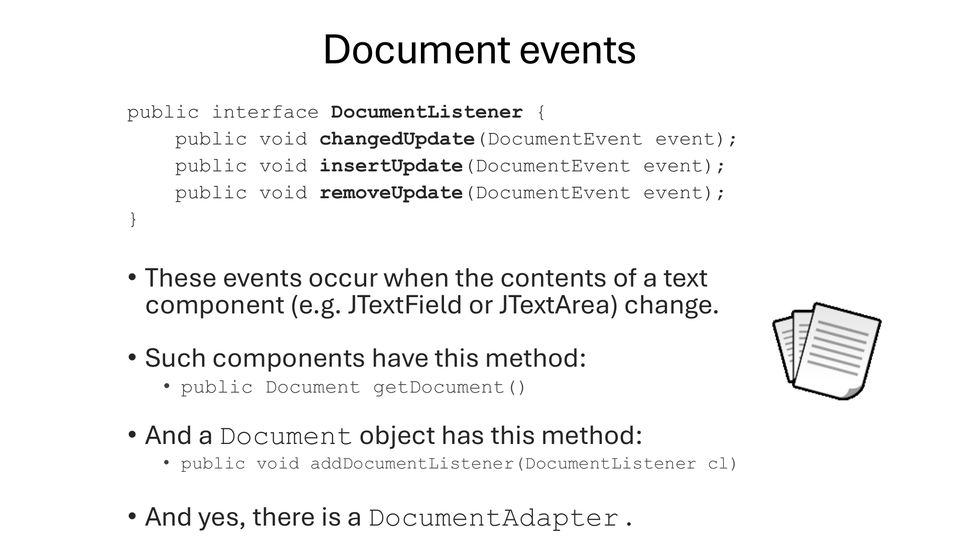 Document events
public interface DocumentListener {
    public void changedUpdate(DocumentEvent event);
    public void insertUpdate(DocumentEvent event);
    public void removeUpdate(DocumentEvent event);
}
• These events occur when the contents of a text
component (e.g. JTextField or JTextArea) change.
• Such components have this method:
• public Document getDocument()
• And a Document object has this method:
• public void addDocumentListener(DocumentListener cl)
• And yes, there is a DocumentAdapter.